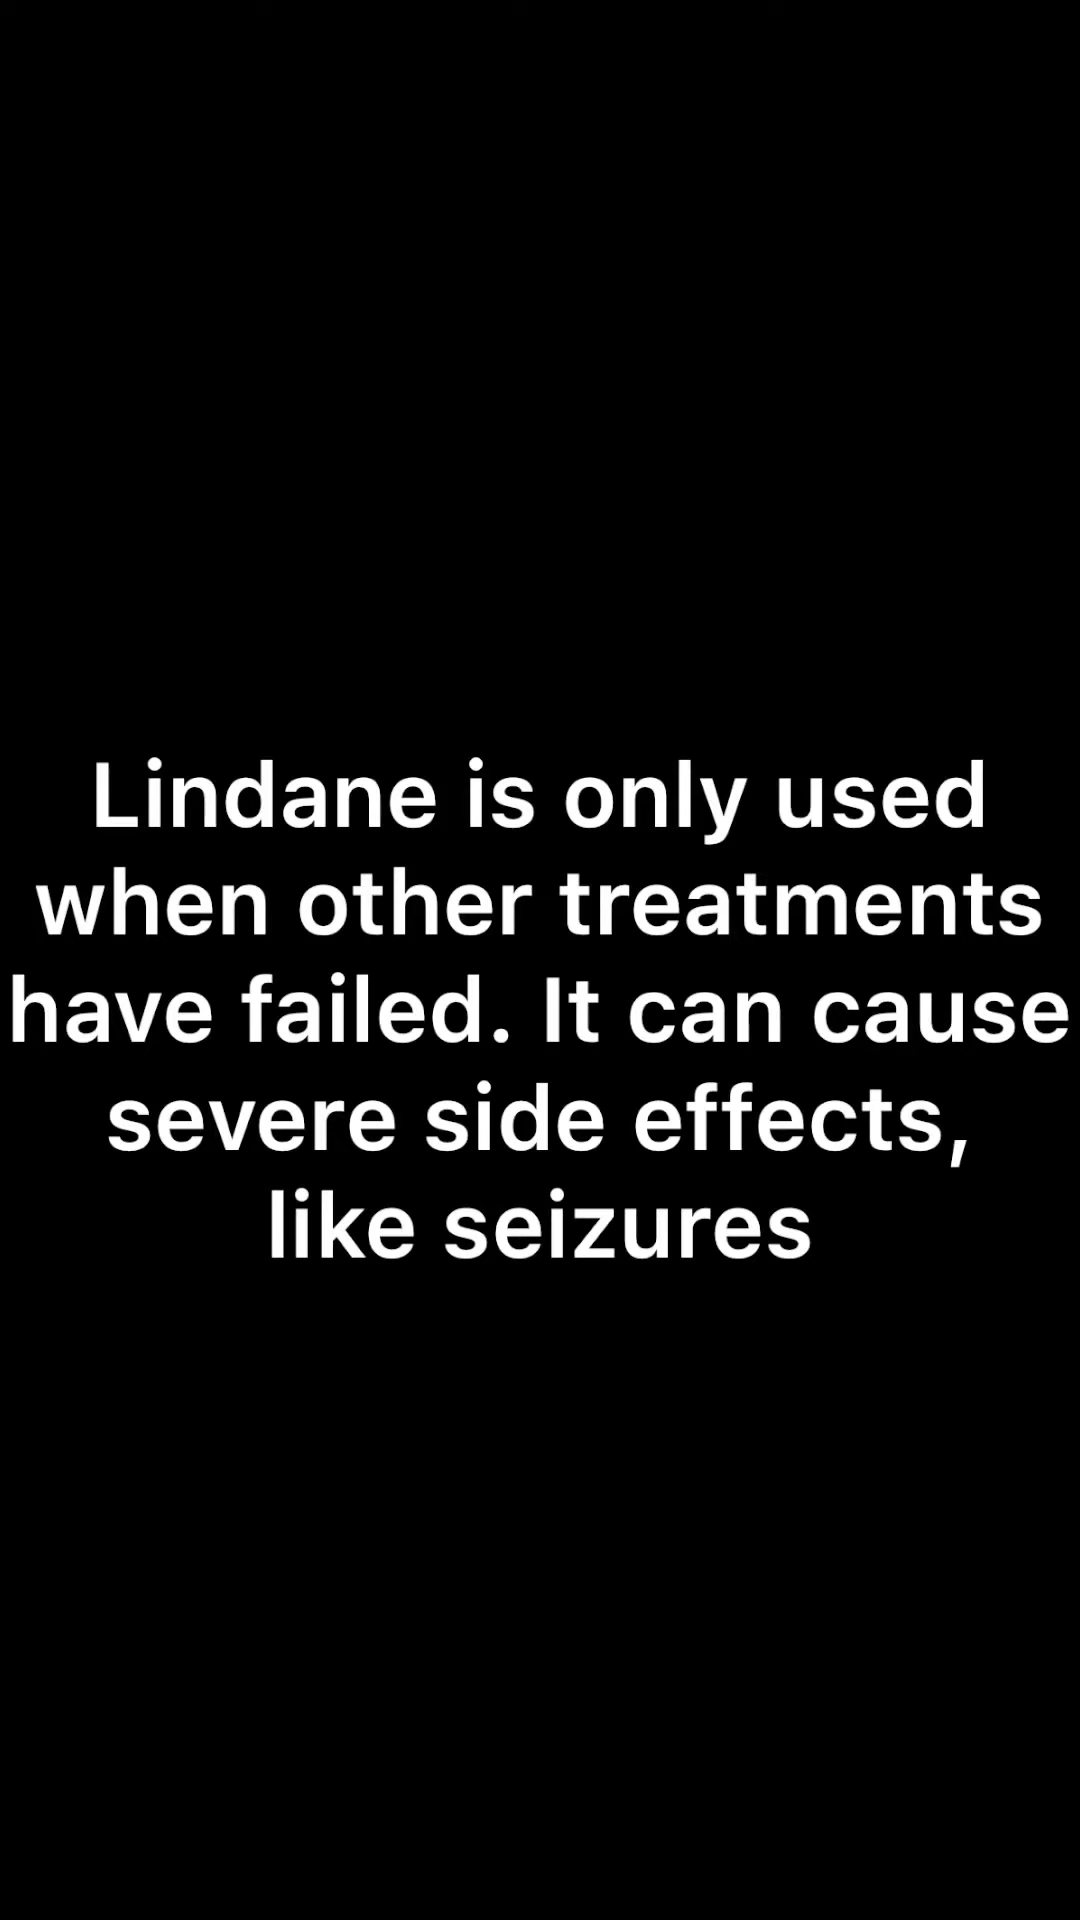 Lindane is only used
when other treatments
have failed. It can cause
severe side effects,
like seizures